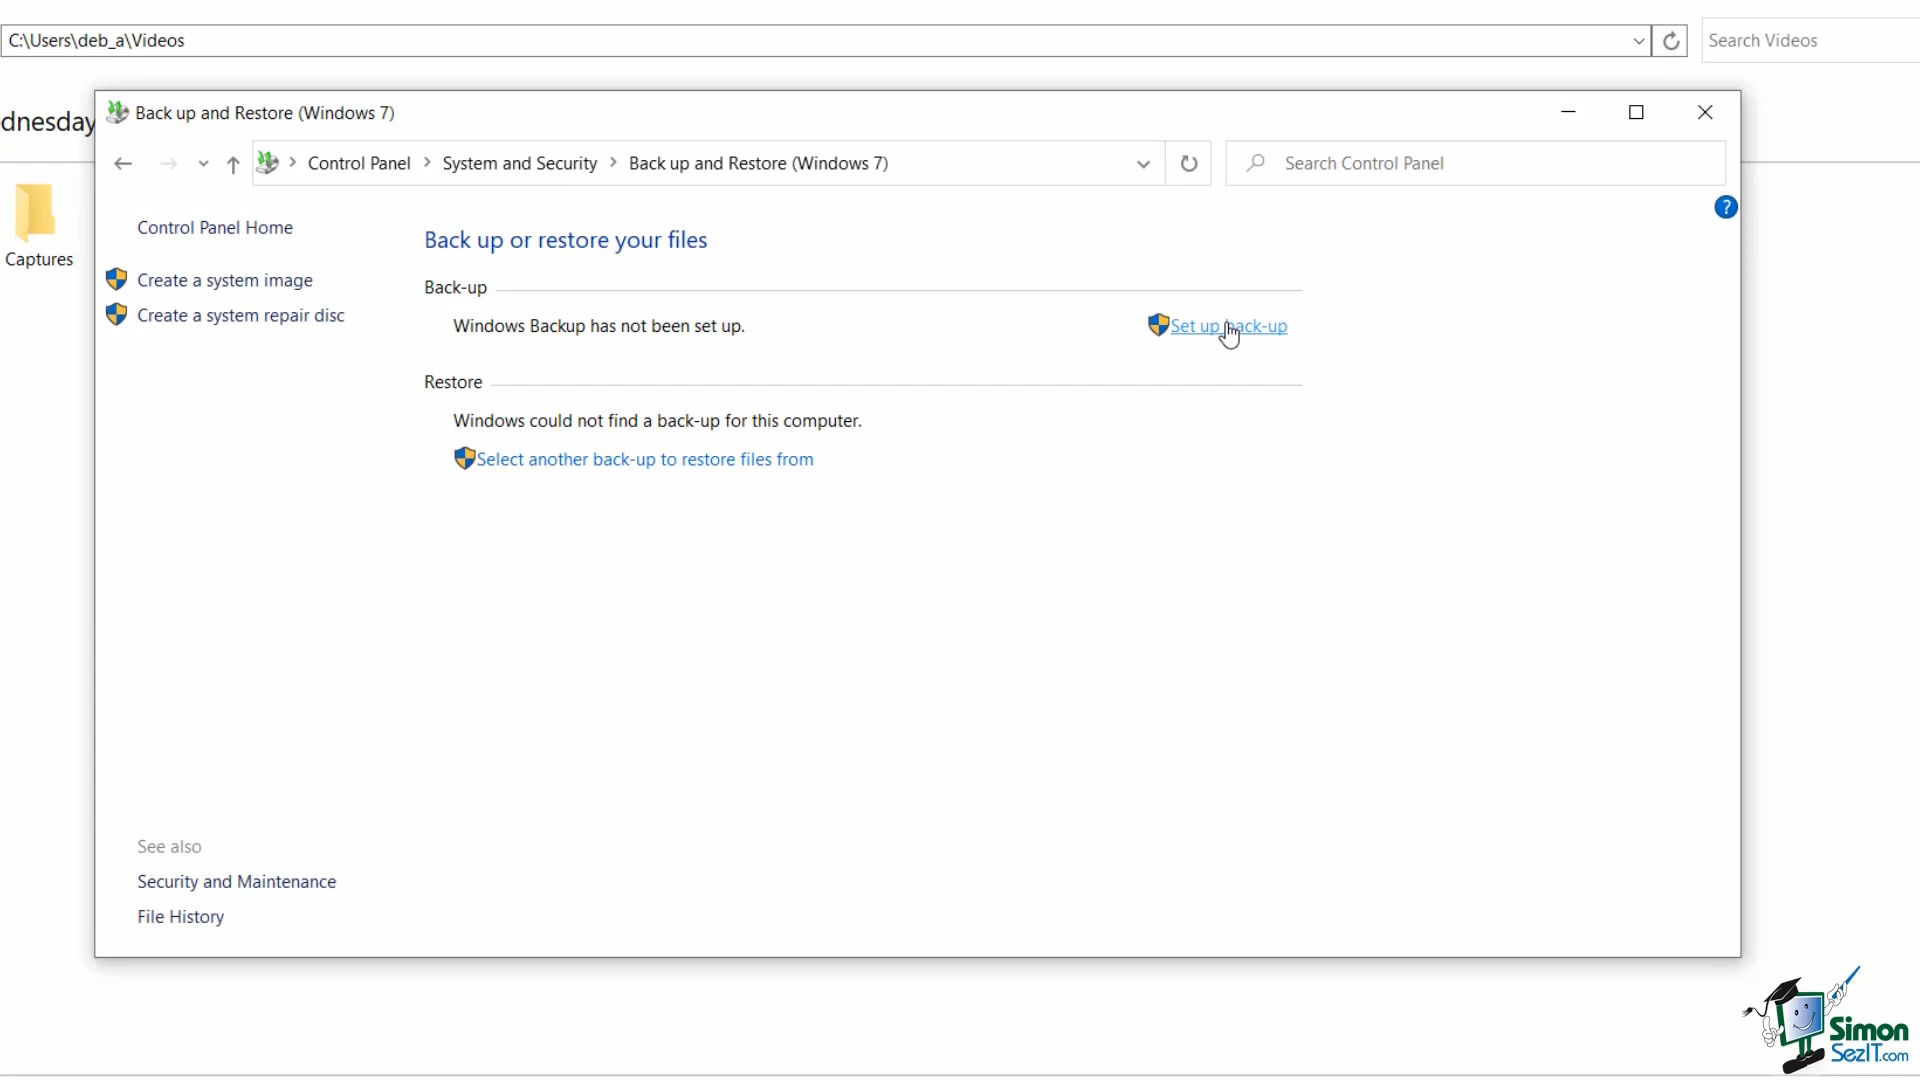 C:\Users\deb_a\Videos
Search Videos
dnesday
Back up and Restore (Windows 7)
Control Panel
System and Security
Back up and Restore (Windows 7)
Search Control Panel
?
Captures
Control Panel Home
Create a system image
Create a system repair disc
Back up or restore your files
Back-up
Windows Backup has not been set up.
Set up back-up
Restore
Windows could not find a back-up for this computer.
Select another back-up to restore files from
See also
Security and Maintenance
File History
Simon
SezIT.com